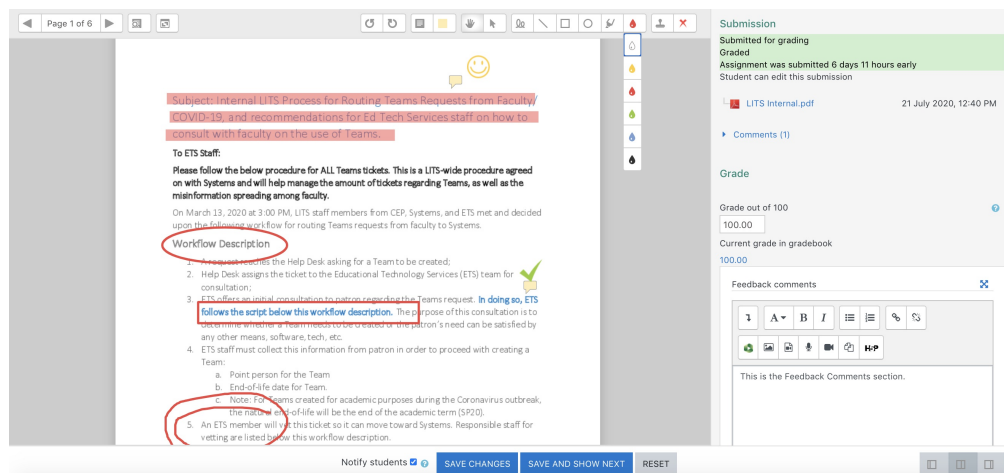 Page 1 of 6
Subject: Internal LITS Process for Routing Teams Requests from Faculty/
COVID-19, and recommendations for Ed Tech Services staff on how to
consult with faculty on the use of Teams.
To ETS Staff:
Please follow the below procedure for ALL Teams tickets. This is a LITS-wide procedure agreed
on with Systems and will help manage the amount of tickets regarding Teams, as well as the
misinformation spreading among faculty.
On March 13, 2020 at 3:00 PM, LITS staff members from CEP, Systems, and ETS met and decided
upon the following workflow for routing Teams requests from faculty to Systems.
Workflow Description
1. A request reaches the Help Desk asking for a Team to be created;
2. Help Desk assigns the ticket to the Educational Technology Services (ETS) team for
consultation;
3. ETS offers an initial consultation to patron regarding the Teams request. In doing so, ETS
follows the script below this workflow description. The purpose of this consultation is to
determine whether a Team needs to be created or the patron's need can be satisfied by
any other means, software, tech, etc.
4. ETS staff must collect this information from patron in order to proceed with creating a
Team:
a. Point person for the Team
b. End-of-life date for Team.
c. Note: For Teams created for academic purposes during the Coronavirus outbreak,
the natural end-of-life will be the end of the academic term (SP20).
5. An ETS member will vet this ticket so it can move toward Systems. Responsible staff for
vetting are listed below this workflow description.
Submission
Submitted for grading
Graded
Assignment was submitted 6 days 11 hours early
Student can edit this submission
LITS Internal.pdf 21 July 2020, 12:40 PM
Comments (1)
Grade
Grade out of 100
100.00
Current grade in gradebook
100.00
Feedback comments
A B I
H-P
This is the Feedback Comments section.
Notify students SAVE CHANGES SAVE AND SHOW NEXT RESET